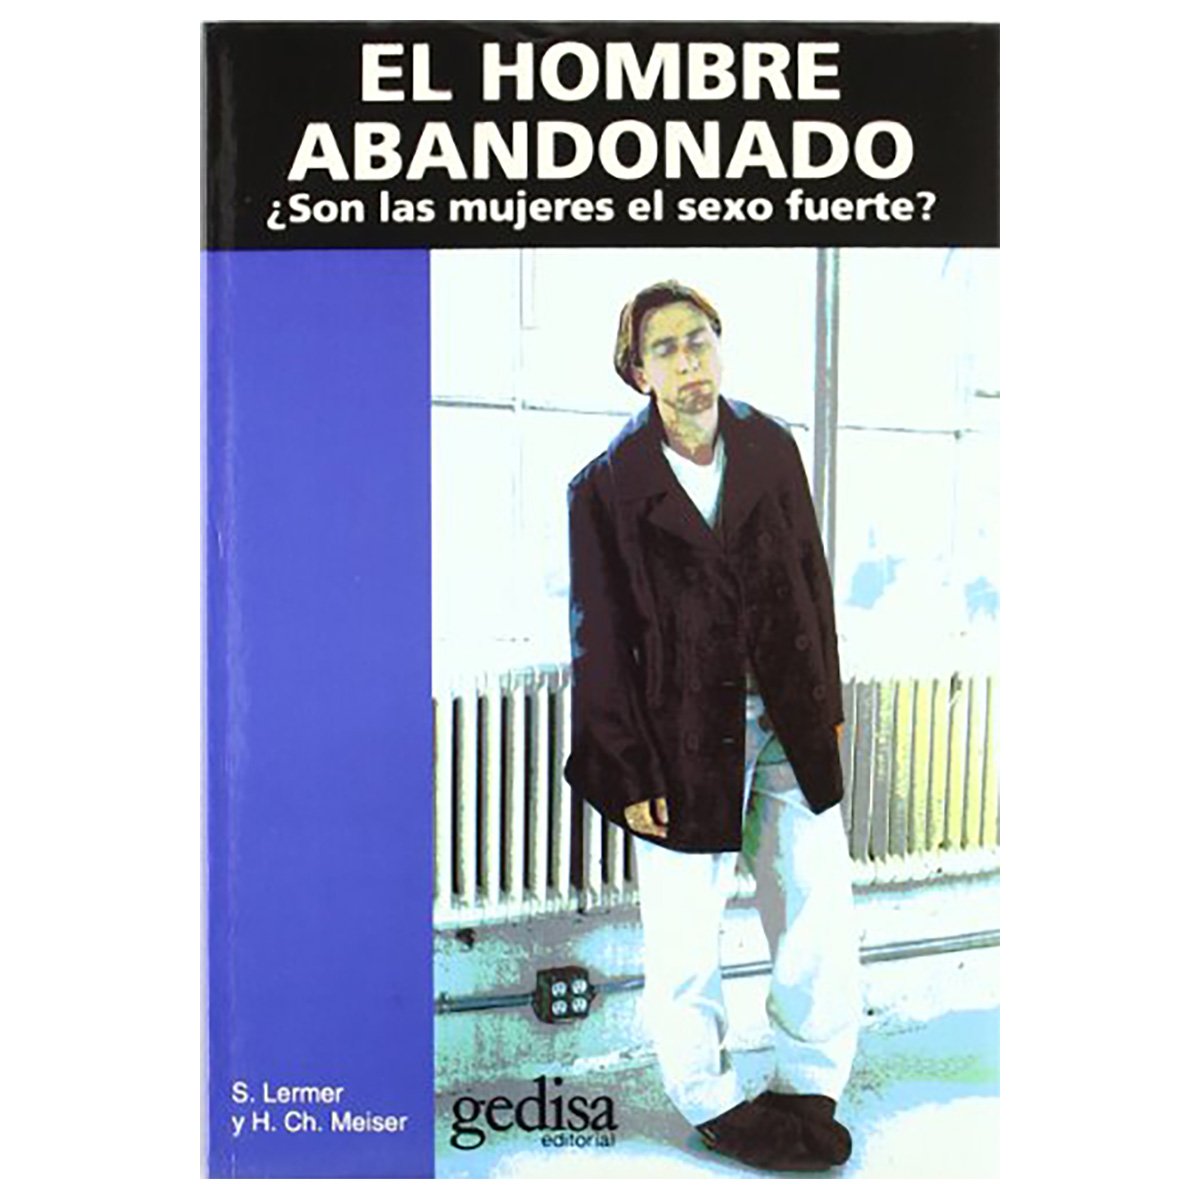 EL HOMBRE
ABANDONADO
¿Son las mujeres el sexo fuerte?
S. Lermer
y H. Ch. Meiser
gedisa
editorial